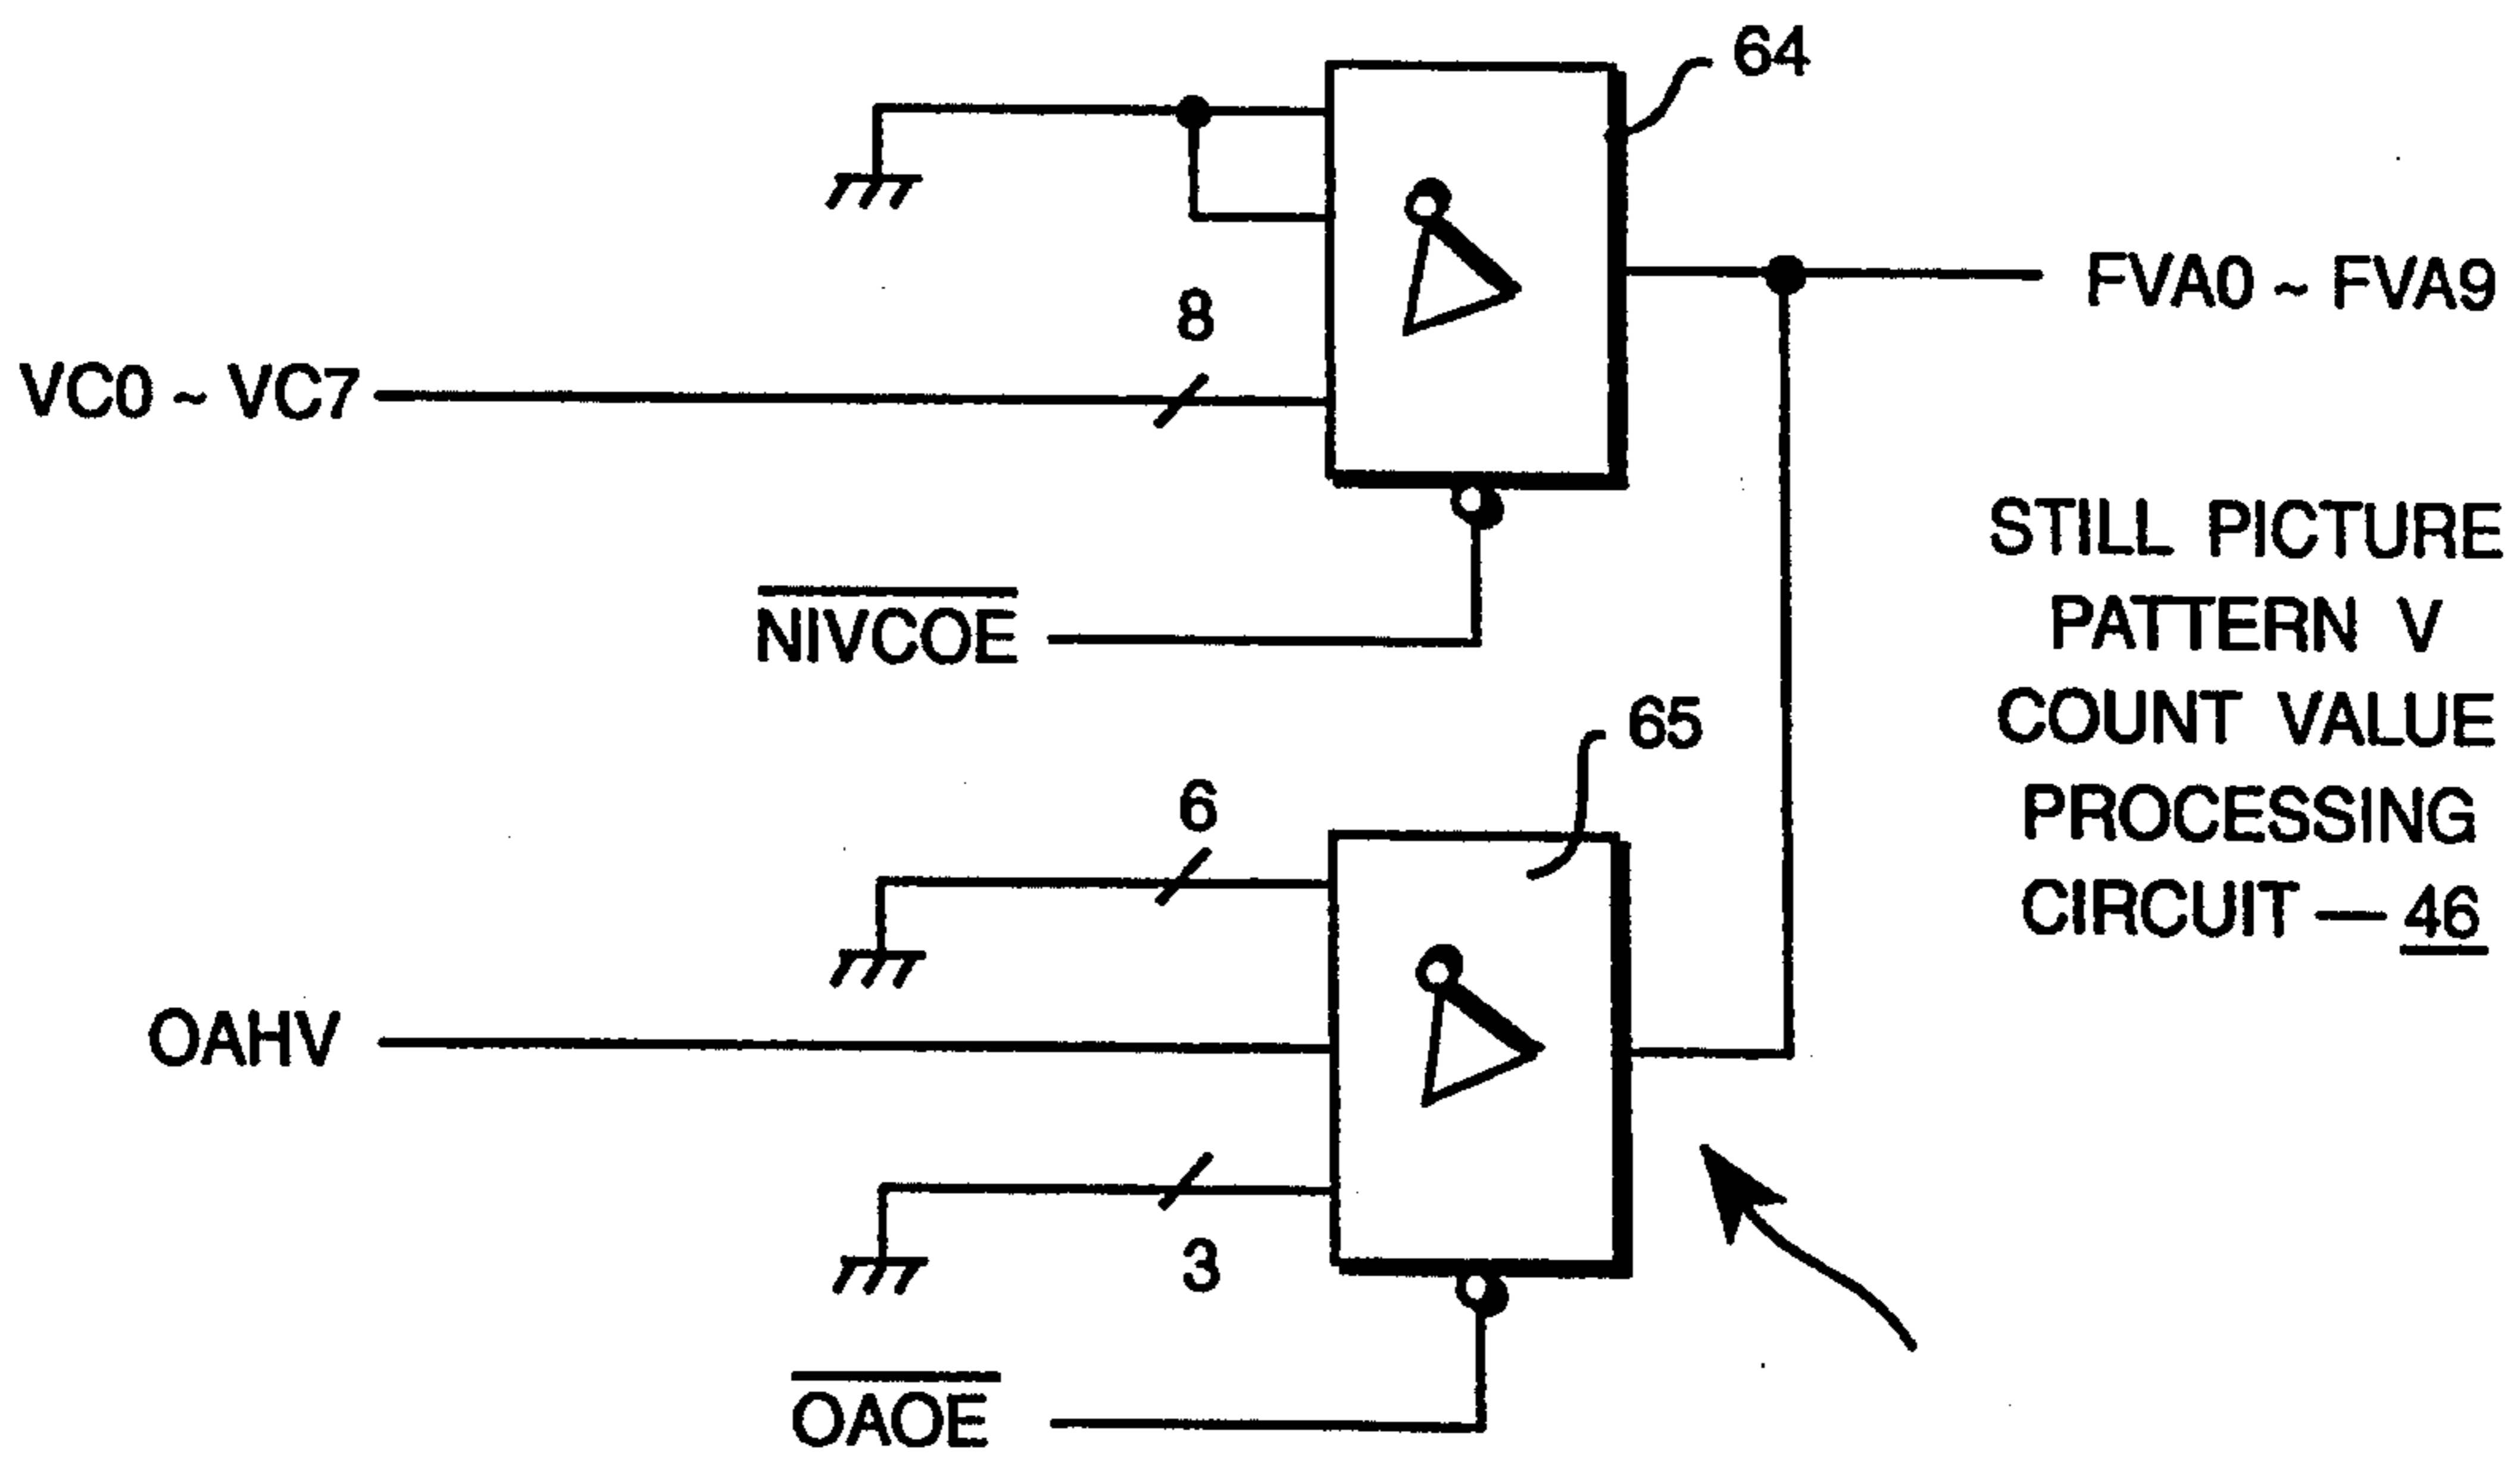 64
FVA0 ~ FVA9
8
VC0 ~ VC7
NIVCOE
STILL PICTURE
PATTERN V
COUNT VALUE
PROCESSING
CIRCUIT — 46
65
6
OAHV
3
OAOE